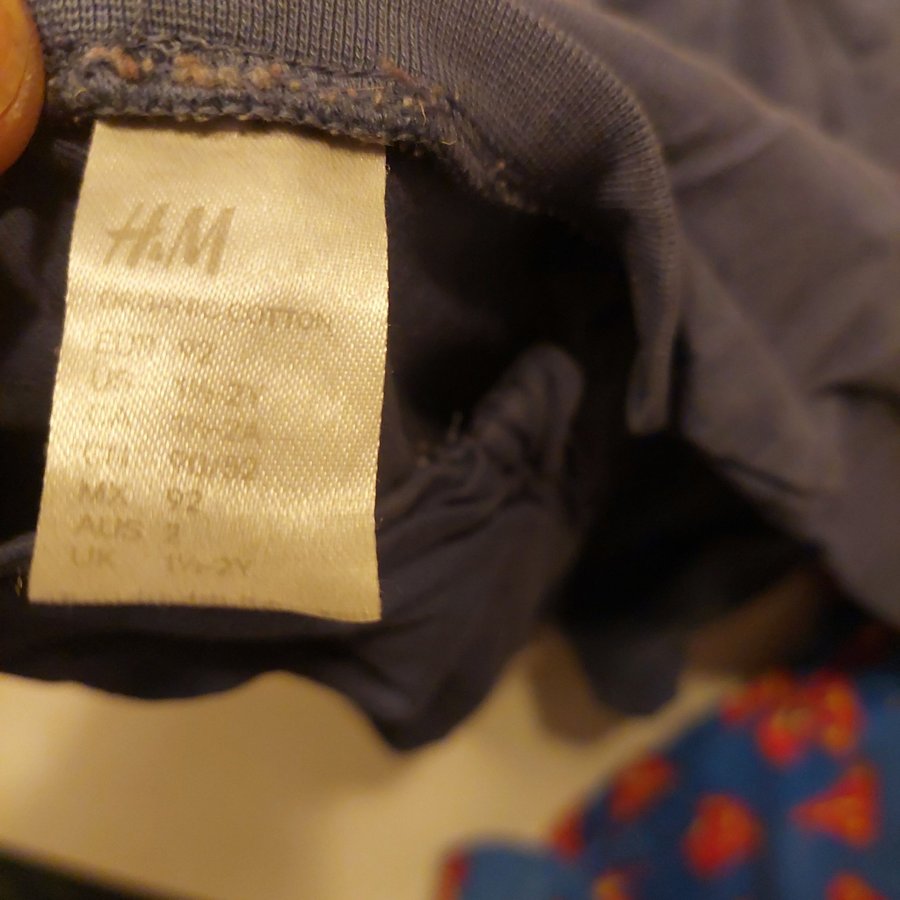 H&M
ORGANIC COTTON
EUR 92
US 1½-2Y
CA
CN 90/52
MX 92
AUS 2
UK 1½-2Y